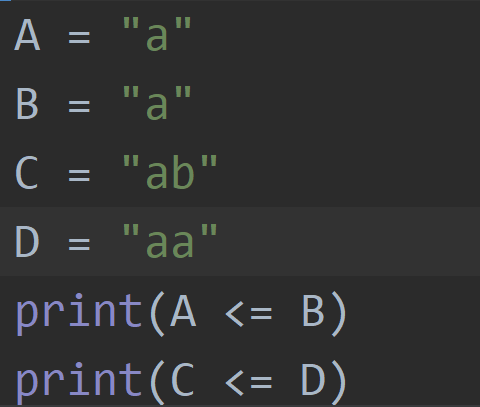 A = "a"
B = "a"
C = "ab"
D = "aa"
print(A <= B)
print(C <= D)